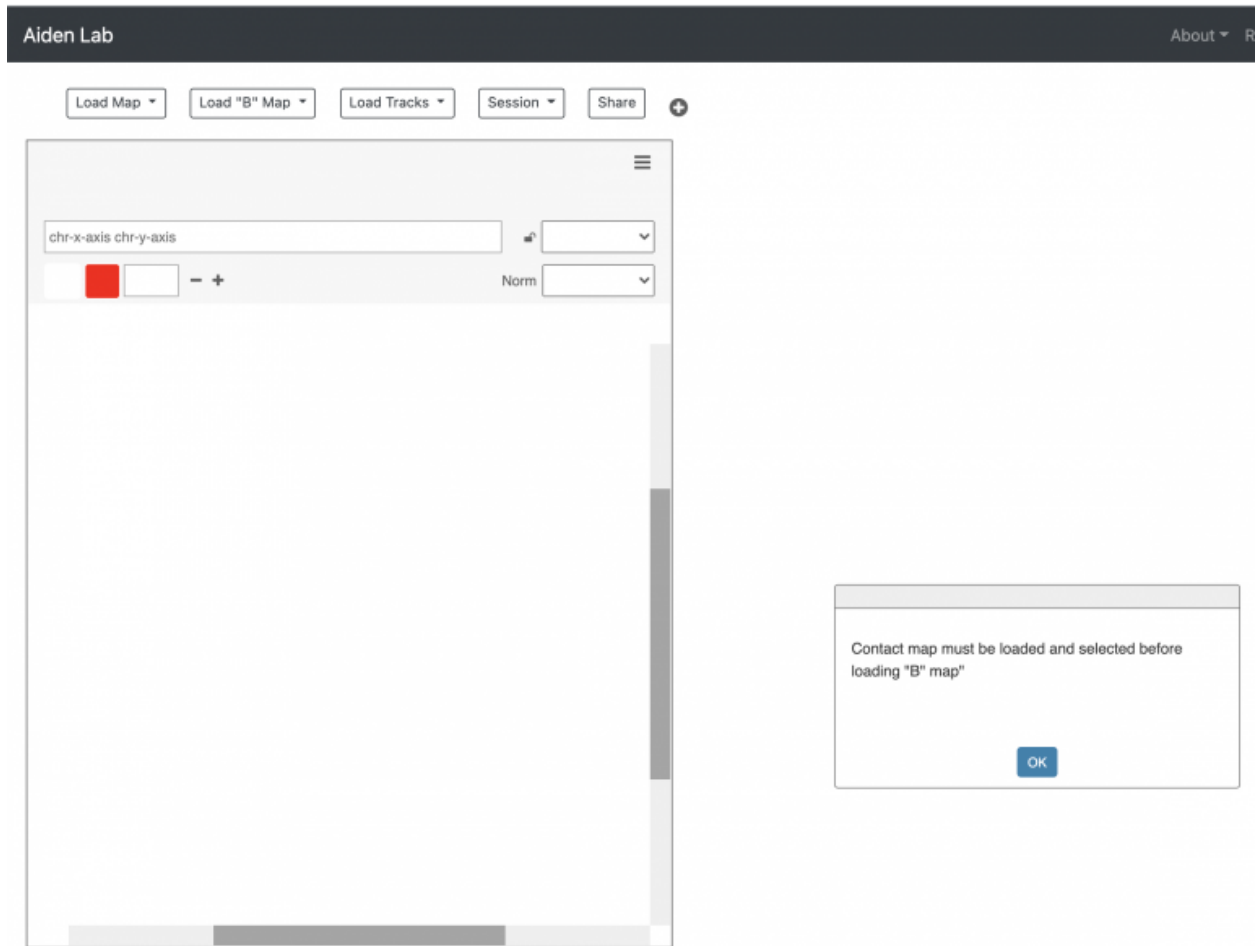 Aiden Lab
About R
Load Map
Load "B" Map
Load Tracks
Session
Share
chr-x-axis chr-y-axis
Norm
Contact map must be loaded and selected before
loading "B" map"
OK